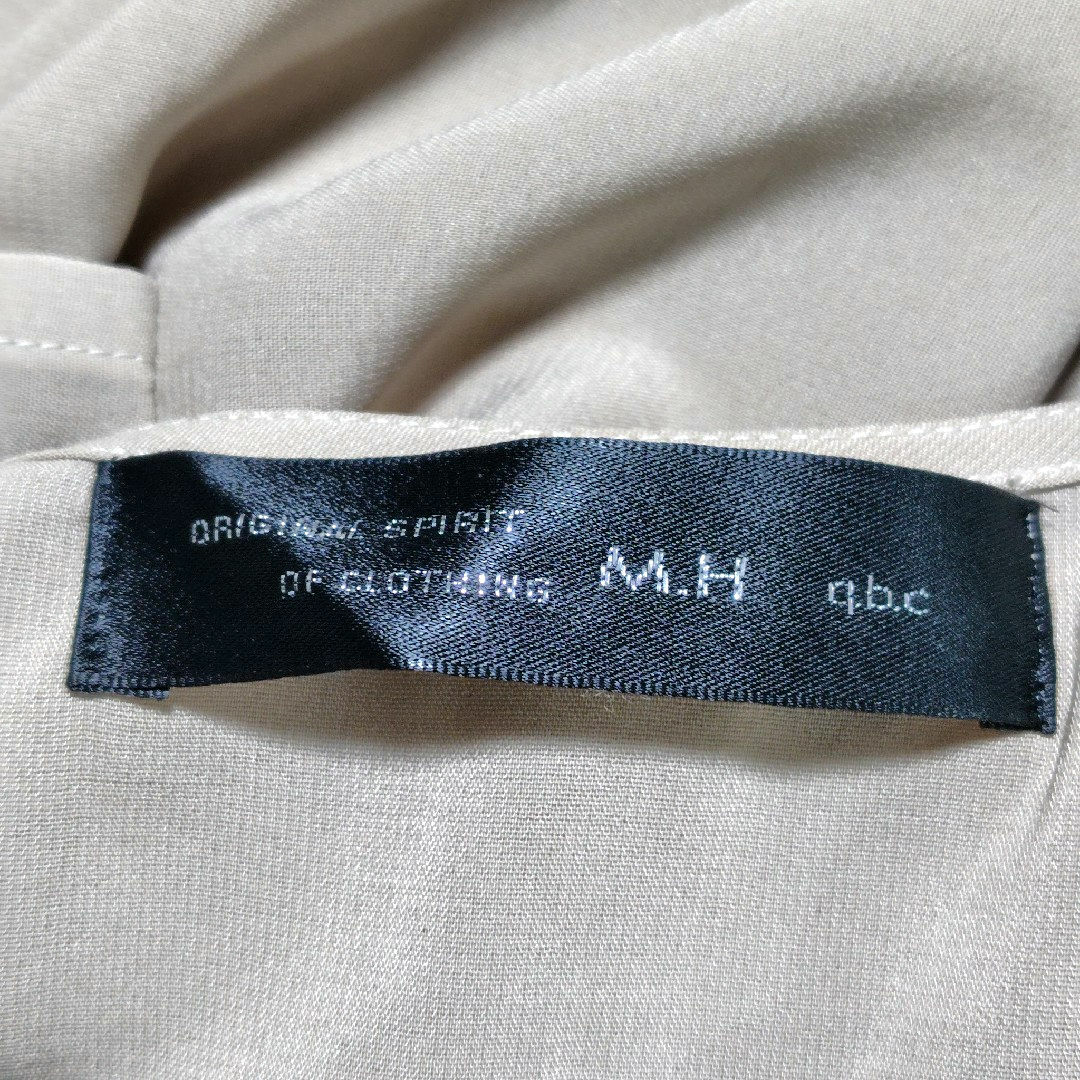 ORIGINAL SPIRIT
OF CLOTHING
M.H q.b.c